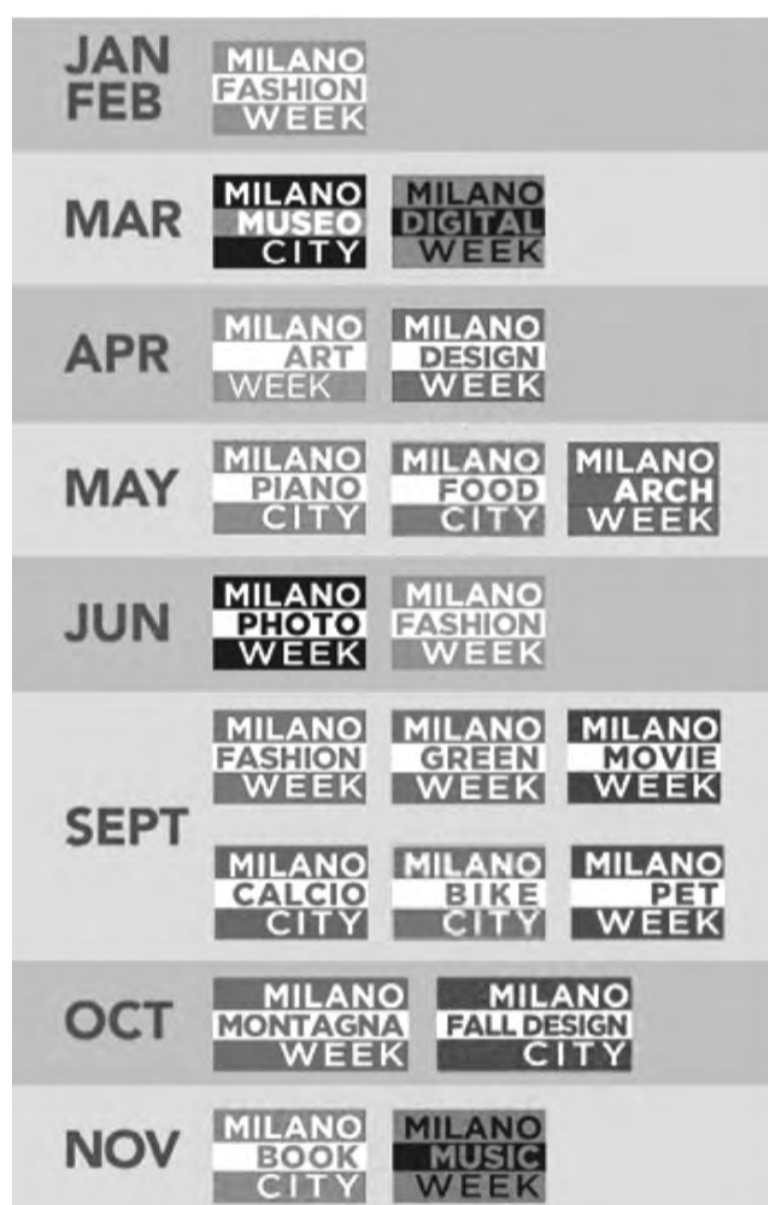 JAN
FEB
MILANO
FASHION
WEEK
MAR
MILANO
MUSEO
CITY
MILANO
DIGITAL
WEEK
APR
MILANO
ART
WEEK
MILANO
DESIGN
WEEK
MAY
MILANO
PIANO
CITY
MILANO
FOOD
CITY
MILANO
ARCH
WEEK
JUN
MILANO
PHOTO
WEEK
MILANO
FASHION
WEEK
SEPT
MILANO
FASHION
WEEK
MILANO
GREEN
WEEK
MILANO
MOVIE
WEEK
MILANO
CALCIO
CITY
MILANO
BIKE
CITY
MILANO
PET
WEEK
OCT
MILANO
MONTAGNA
WEEK
MILANO
FALL DESIGN
CITY
NOV
MILANO
BOOK
CITY
MILANO
MUSIC
WEEK